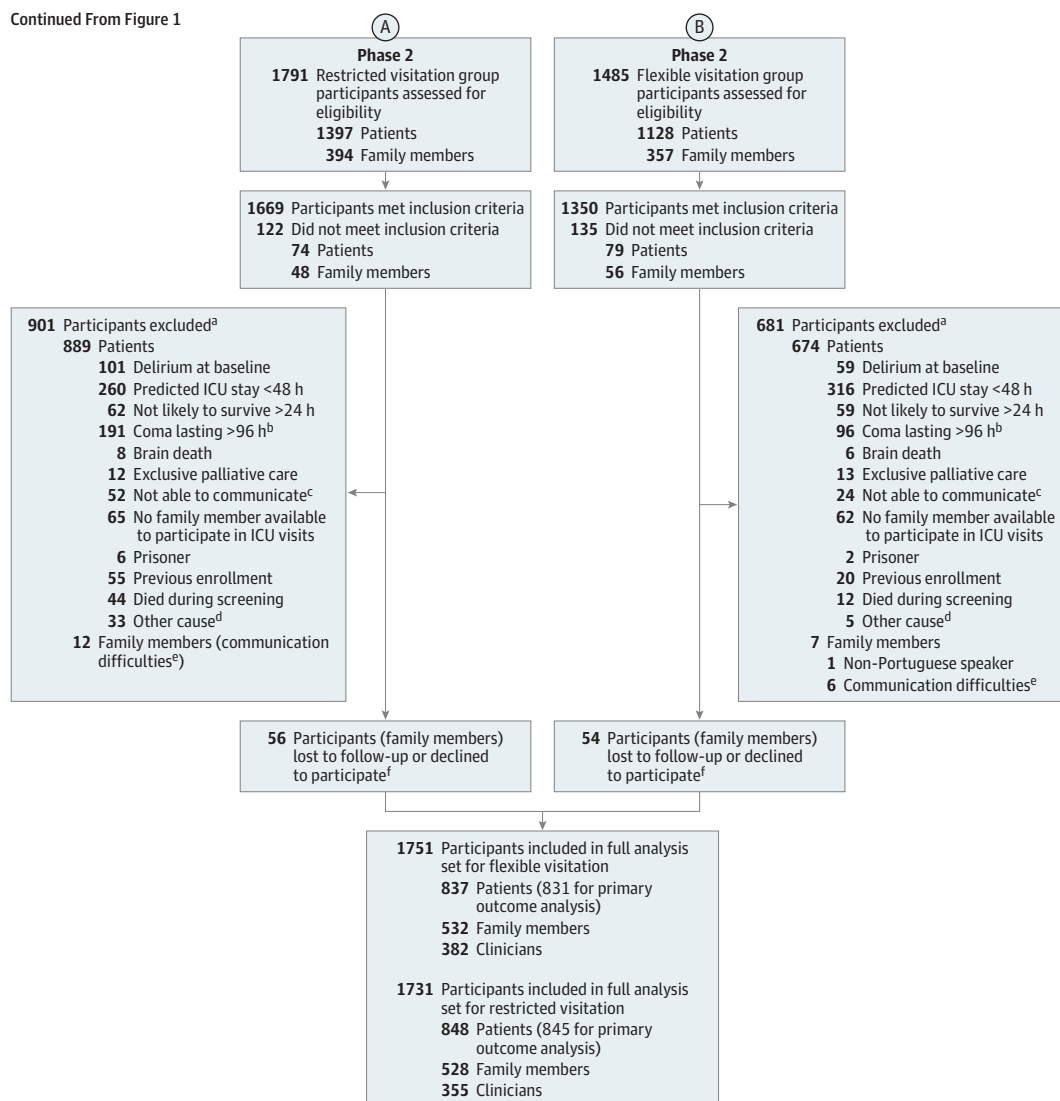 Continued From Figure 1
A
Phase 2
1791 Restricted visitation group
participants assessed for
eligibility
1397 Patients
394 Family members
1669 Participants met inclusion criteria
122 Did not meet inclusion criteria
74 Patients
48 Family members
901 Participants excludedᵃ
889 Patients
101 Delirium at baseline
260 Predicted ICU stay <48 h
62 Not likely to survive >24 h
191 Coma lasting >96 hᵇ
8 Brain death
12 Exclusive palliative care
52 Not able to communicateᶜ
65 No family member available
to participate in ICU visits
6 Prisoner
55 Previous enrollment
44 Died during screening
33 Other causeᵈ
12 Family members (communication
difficultiesᵉ)
56 Participants (family members)
lost to follow-up or declined
to participateᶠ
B
Phase 2
1485 Flexible visitation group
participants assessed for
eligibility
1128 Patients
357 Family members
1350 Participants met inclusion criteria
135 Did not meet inclusion criteria
79 Patients
56 Family members
681 Participants excludedᵃ
674 Patients
59 Delirium at baseline
316 Predicted ICU stay <48 h
59 Not likely to survive >24 h
96 Coma lasting >96 hᵇ
6 Brain death
13 Exclusive palliative care
24 Not able to communicateᶜ
62 No family member available
to participate in ICU visits
2 Prisoner
20 Previous enrollment
12 Died during screening
5 Other causeᵈ
7 Family members
1 Non-Portuguese speaker
6 Communication difficultiesᵉ
54 Participants (family members)
lost to follow-up or declined
to participateᶠ
1751 Participants included in full analysis
set for flexible visitation
837 Patients (831 for primary
outcome analysis)
532 Family members
382 Clinicians
1731 Participants included in full analysis
set for restricted visitation
848 Patients (845 for primary
outcome analysis)
528 Family members
355 Clinicians